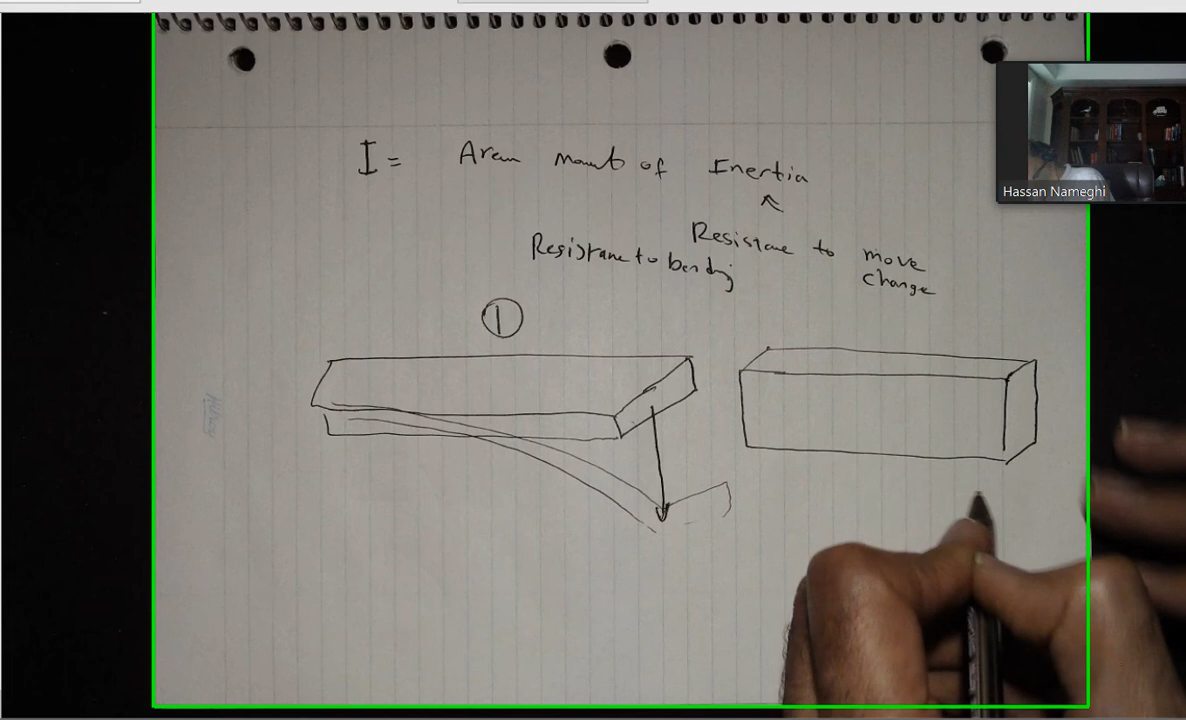 I = Area Moment of Inertia
Resistance to move
change
Resistance to bending
1
Hassan Nameghi